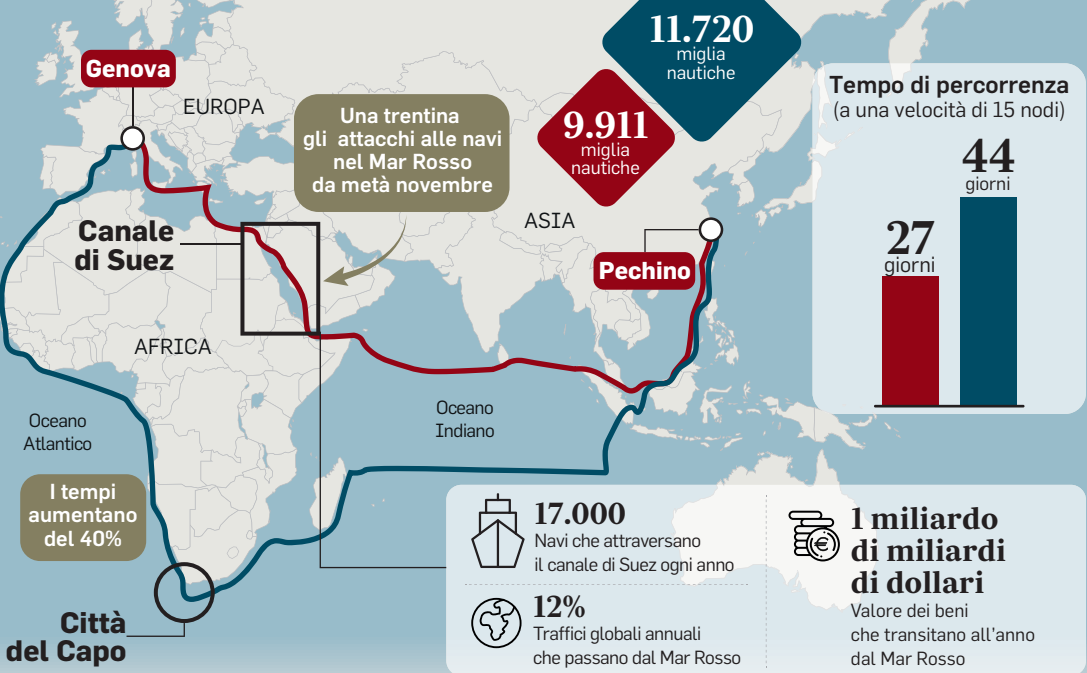 11.720
miglia
nautiche
9.911
miglia
nautiche
Genova
EUROPA
Una trentina
gli attacchi alle navi
nel Mar Rosso
da metà novembre
Tempo di percorrenza
(a una velocità di 15 nodi)
44
giorni
27
giorni
Canale
di Suez
ASIA
Pechino
AFRICA
Oceano
Atlantico
Oceano
Indiano
I tempi
aumentano
del 40%
Città
del Capo
17.000
Navi che attraversano
il canale di Suez ogni anno
12%
Traffici globali annuali
che passano dal Mar Rosso
1 miliardo
di miliardi
di dollari
Valore dei beni
che transitano all'anno
dal Mar Rosso